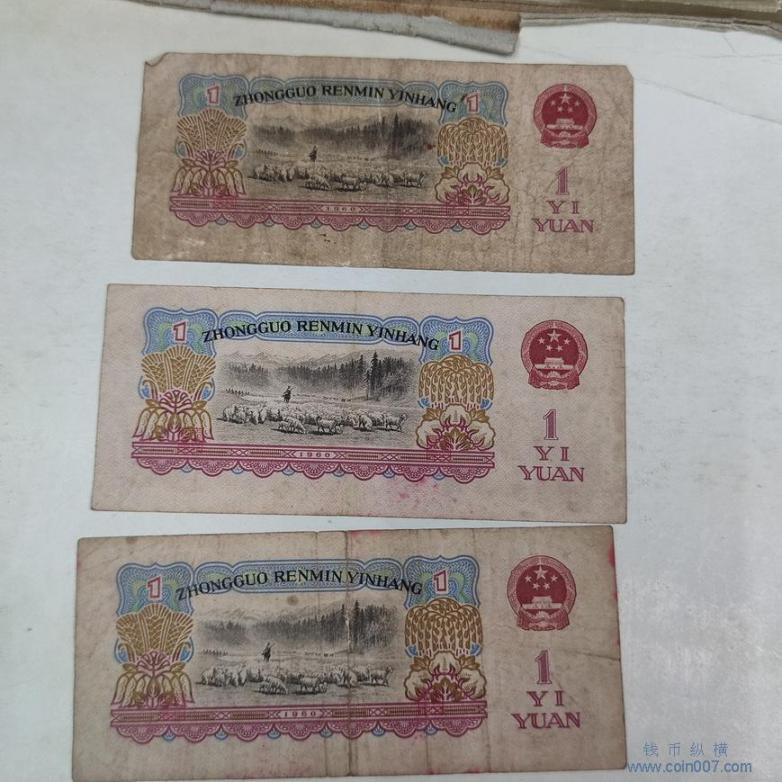 1 ZHONGGUO RENMIN YINHANG 1
1
YI
YUAN
1960
1 ZHONGGUO RENMIN YINHANG 1
1
YI
YUAN
1960
1 ZHONGGUO RENMIN YINHANG 1
1
YI
YUAN
1960
钱币纵横
www.coin007.com